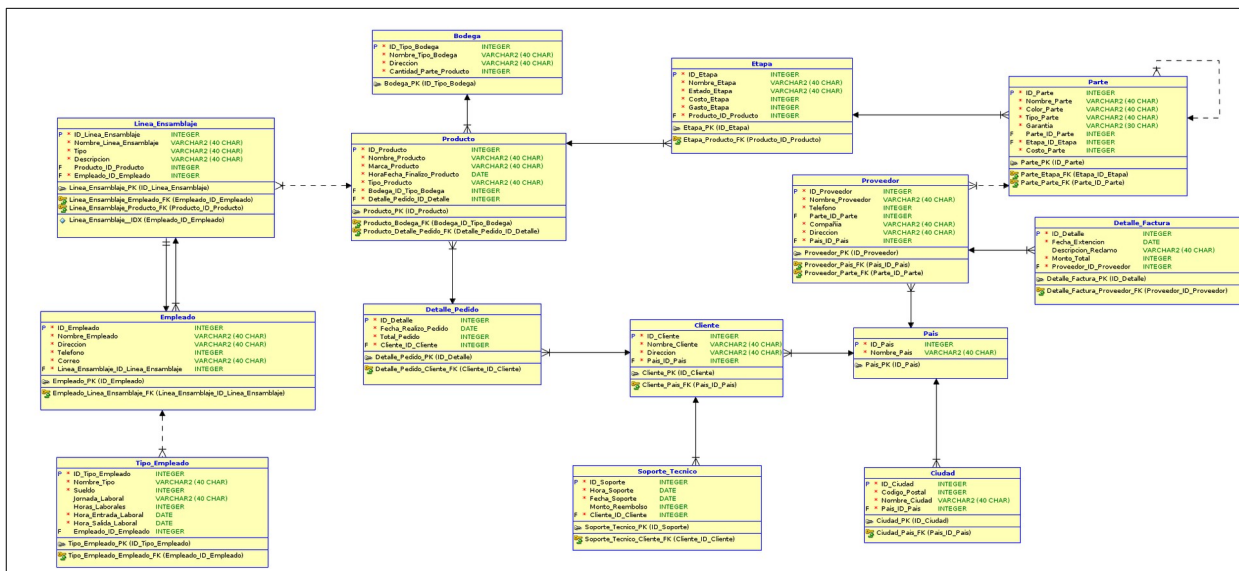 Bodega
P * ID_Tipo_Bodega INTEGER
* Nombre_Tipo_Bodega VARCHAR2 (40 CHAR)
* Direccion VARCHAR2 (40 CHAR)
* Cantidad_Parte_Producto INTEGER
Bodega_PK (ID_Tipo_Bodega)
Etapa
P * ID_Etapa INTEGER
* Nombre_Etapa VARCHAR2 (40 CHAR)
* Estado_Etapa VARCHAR2 (40 CHAR)
* Costo_Etapa INTEGER
* Gasto_Etapa INTEGER
F * Producto_ID_Producto INTEGER
Etapa_PK (ID_Etapa)
Etapa_Producto_FK (Producto_ID_Producto)
Parte
P * ID_Parte INTEGER
* Nombre_Parte VARCHAR2 (40 CHAR)
* Color_Parte VARCHAR2 (40 CHAR)
* Tipo_Parte VARCHAR2 (40 CHAR)
* Garantia VARCHAR2 (30 CHAR)
F Parte_ID_Parte INTEGER
F * Etapa_ID_Etapa INTEGER
* Costo_Parte INTEGER
Parte_PK (ID_Parte)
Parte_Etapa_FK (Etapa_ID_Etapa)
Parte_Parte_FK (Parte_ID_Parte)
Linea_Ensamblaje
P * ID_Linea_Ensamblaje INTEGER
* Nombre_Linea_Ensamblaje VARCHAR2 (40 CHAR)
* Tipo VARCHAR2 (40 CHAR)
* Descripcion VARCHAR2 (40 CHAR)
F Producto_ID_Producto INTEGER
F * Empleado_ID_Empleado INTEGER
Linea_Ensamblaje_PK (ID_Linea_Ensamblaje)
Linea_Ensamblaje_Empleado_FK (Empleado_ID_Empleado)
Linea_Ensamblaje_Producto_FK (Producto_ID_Producto)
Linea_Ensamblaje__IDX (Empleado_ID_Empleado)
Producto
P * ID_Producto INTEGER
* Nombre_Producto VARCHAR2 (40 CHAR)
* Marca_Producto VARCHAR2 (40 CHAR)
* HoraFecha_Finalizo_Producto DATE
* Tipo_Producto VARCHAR2 (40 CHAR)
F * Bodega_ID_Tipo_Bodega INTEGER
F * Detalle_Pedido_ID_Detalle INTEGER
Producto_PK (ID_Producto)
Producto_Bodega_FK (Bodega_ID_Tipo_Bodega)
Producto_Detalle_Pedido_FK (Detalle_Pedido_ID_Detalle)
Proveedor
P * ID_Proveedor INTEGER
* Nombre_Proveedor VARCHAR2 (40 CHAR)
* Telefono INTEGER
F Parte_ID_Parte INTEGER
* Compañia VARCHAR2 (40 CHAR)
* Direccion VARCHAR2 (40 CHAR)
F * Pais_ID_Pais INTEGER
Proveedor_PK (ID_Proveedor)
Proveedor_Pais_FK (Pais_ID_Pais)
Proveedor_Parte_FK (Parte_ID_Parte)
Detalle_Factura
P * ID_Detalle INTEGER
* Fecha_Extencion DATE
Descripcion_Reclamo VARCHAR2 (40 CHAR)
* Monto_Total INTEGER
F * Proveedor_ID_Proveedor INTEGER
Detalle_Factura_PK (ID_Detalle)
Detalle_Factura_Proveedor_FK (Proveedor_ID_Proveedor)
Empleado
P * ID_Empleado INTEGER
* Nombre_Empleado VARCHAR2 (40 CHAR)
* Direccion VARCHAR2 (40 CHAR)
* Telefono INTEGER
* Correo VARCHAR2 (40 CHAR)
F * Linea_Ensamblaje_ID_Linea_Ensamblaje INTEGER
Empleado_PK (ID_Empleado)
Empleado_Linea_Ensamblaje_FK (Linea_Ensamblaje_ID_Linea_Ensamblaje)
Detalle_Pedido
P * ID_Detalle INTEGER
* Fecha_Realizo_Pedido DATE
* Total_Pedido INTEGER
F * Cliente_ID_Cliente INTEGER
Detalle_Pedido_PK (ID_Detalle)
Detalle_Pedido_Cliente_FK (Cliente_ID_Cliente)
Cliente
P * ID_Cliente INTEGER
* Nombre_Cliente VARCHAR2 (40 CHAR)
* Direccion VARCHAR2 (40 CHAR)
F * Pais_ID_Pais INTEGER
Cliente_PK (ID_Cliente)
Cliente_Pais_FK (Pais_ID_Pais)
Pais
P * ID_Pais INTEGER
* Nombre_Pais VARCHAR2 (40 CHAR)
Pais_PK (ID_Pais)
Tipo_Empleado
P * ID_Tipo_Empleado INTEGER
* Nombre_Tipo VARCHAR2 (40 CHAR)
* Sueldo INTEGER
Jornada_Laboral VARCHAR2 (40 CHAR)
Horas_Laborales INTEGER
* Hora_Entrada_Laboral DATE
* Hora_Salida_Laboral DATE
F Empleado_ID_Empleado INTEGER
Tipo_Empleado_PK (ID_Tipo_Empleado)
Tipo_Empleado_Empleado_FK (Empleado_ID_Empleado)
Soporte_Tecnico
P * ID_Soporte INTEGER
* Hora_Soporte DATE
* Fecha_Soporte DATE
Monto_Reembolso INTEGER
F * Cliente_ID_Cliente INTEGER
Soporte_Tecnico_PK (ID_Soporte)
Soporte_Tecnico_Cliente_FK (Cliente_ID_Cliente)
Ciudad
P * ID_Ciudad INTEGER
* Codigo_Postal INTEGER
* Nombre_Ciudad VARCHAR2 (40 CHAR)
F * Pais_ID_Pais INTEGER
Ciudad_PK (ID_Ciudad)
Ciudad_Pais_FK (Pais_ID_Pais)